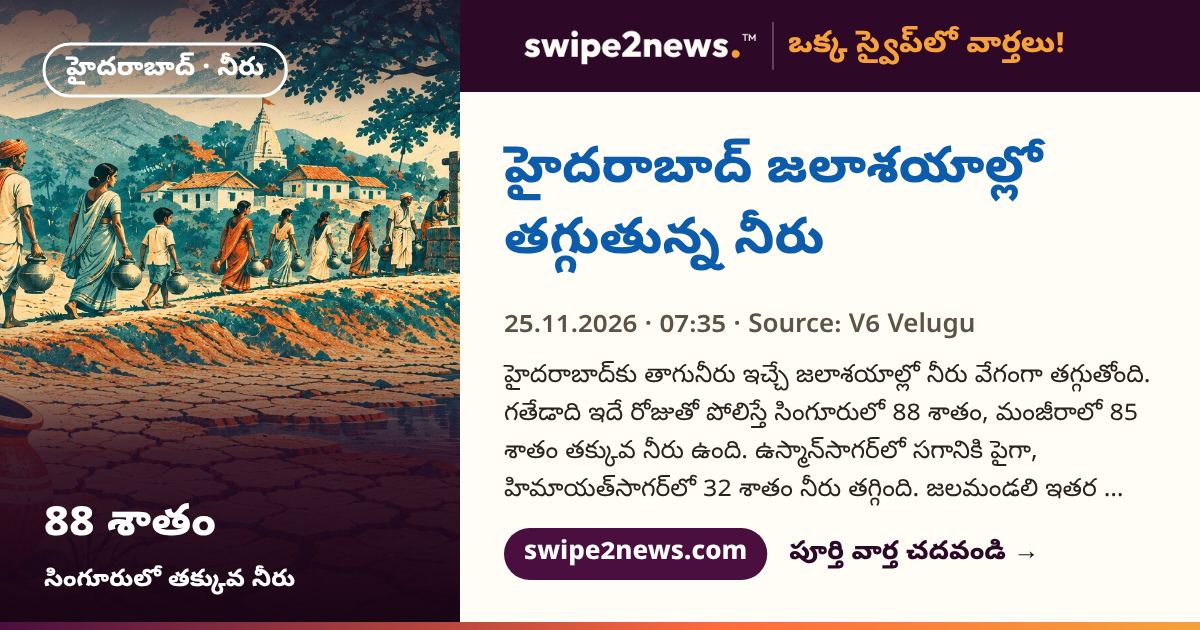 హైదరాబాద్ · నీరు
88 శాతం
సింగూరులో తక్కువ నీరు
swipe2news.™ ఒక్క స్వైప్‌లో వార్తలు!
హైదరాబాద్ జలాశయాల్లో
తగ్గుతున్న నీరు
25.11.2026 · 07:35 · Source: V6 Velugu
హైదరాబాద్‌కు తాగునీరు ఇచ్చే జలాశయాల్లో నీరు వేగంగా తగ్గుతోంది.
గతేడాది ఇదే రోజుతో పోలిస్తే సింగూరులో 88 శాతం, మంజీరాలో 85
శాతం తక్కువ నీరు ఉంది. ఉస్మాన్‌సాగర్‌లో సగానికి పైగా,
హిమాయత్‌సాగర్‌లో 32 శాతం నీరు తగ్గింది. జలమండలి ఇతర ...
swipe2news.com పూర్తి వార్త చదవండి →